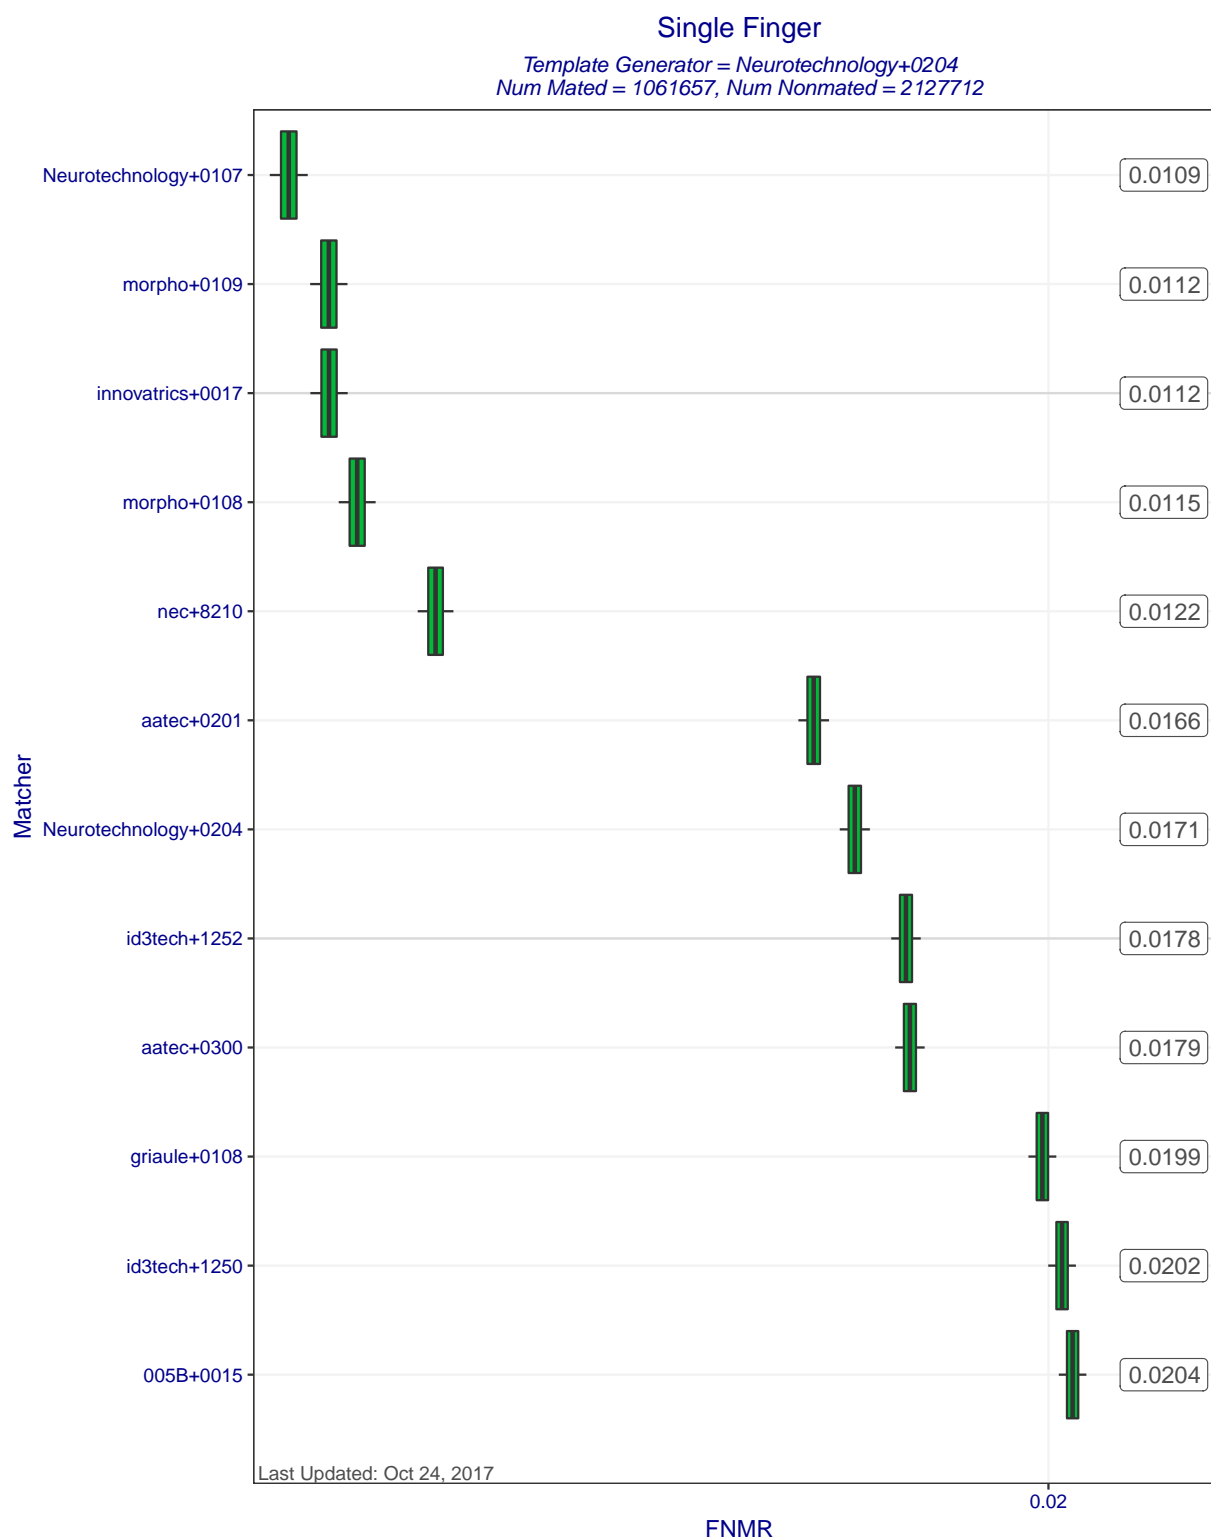 Single Finger
Template Generator = Neurotechnology+0204
Num Mated = 1061657, Num Nonmated = 2127712
Neurotechnology+0107 0.0109
morpho+0109 0.0112
innovatrics+0017 0.0112
morpho+0108 0.0115
nec+8210 0.0122
aatec+0201 0.0166
Neurotechnology+0204 0.0171
id3tech+1252 0.0178
aatec+0300 0.0179
griaule+0108 0.0199
id3tech+1250 0.0202
005B+0015 0.0204
Matcher
Last Updated: Oct 24, 2017
0.02
FNMR